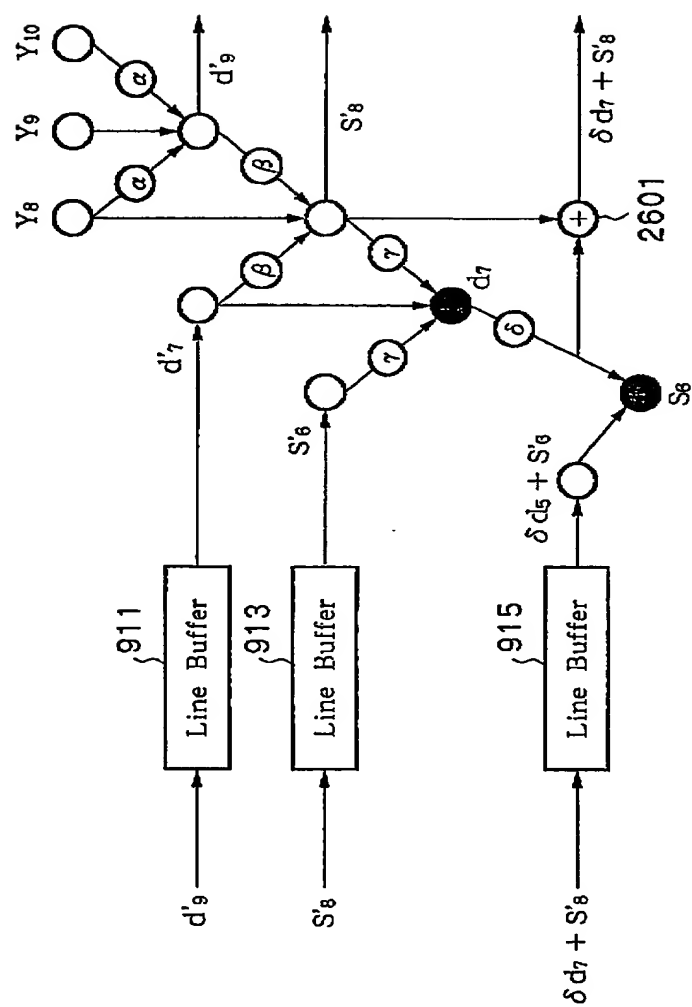 Y8
Y9
Y10
α
α
d'9
β
β
S'8
d'7
γ
γ
d7
S'6
δ
+
2601
δd7 + S'8
S6
δd5 + S'6
911
Line Buffer
913
Line Buffer
915
Line Buffer
d'9
S'8
δd7 + S'8